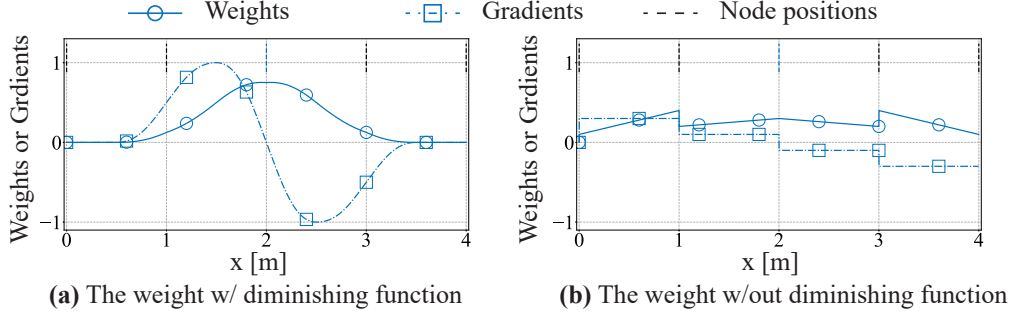 Weights Gradients Node positions
Weights or Grdients
1
0
−1
0 1 2 3 4
x [m]
(a) The weight w/ diminishing function
Weights or Grdients
1
0
−1
0 1 2 3 4
x [m]
(b) The weight w/out diminishing function